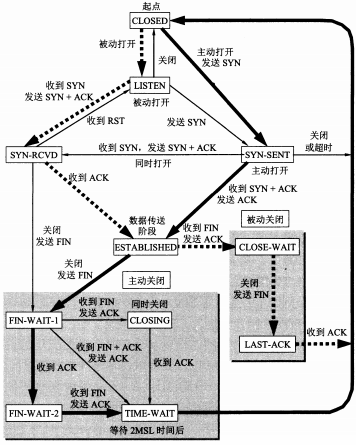 起点
CLOSED
被动打开
关闭
主动打开
发送 SYN
收到 SYN
发送 SYN + ACK
LISTEN
被动打开
收到 RST
发送 SYN
SYN-RCVD
收到 SYN，发送 SYN + ACK
同时打开
SYN-SENT
主动打开
关闭
或超时
收到 ACK
收到 SYN + ACK
发送 ACK
数据传送
阶段
关闭
发送 FIN
ESTABLISHED
收到 FIN
发送 ACK
被动关闭
CLOSE-WAIT
关闭
发送 FIN
主动关闭
关闭
发送 FIN
LAST-ACK
收到 ACK
FIN-WAIT-1
收到 FIN
发送 ACK
同时关闭
CLOSING
收到 FIN + ACK
发送 ACK
收到 ACK
收到 ACK
FIN-WAIT-2
收到 FIN
发送 ACK
TIME-WAIT
等待 2MSL 时间后